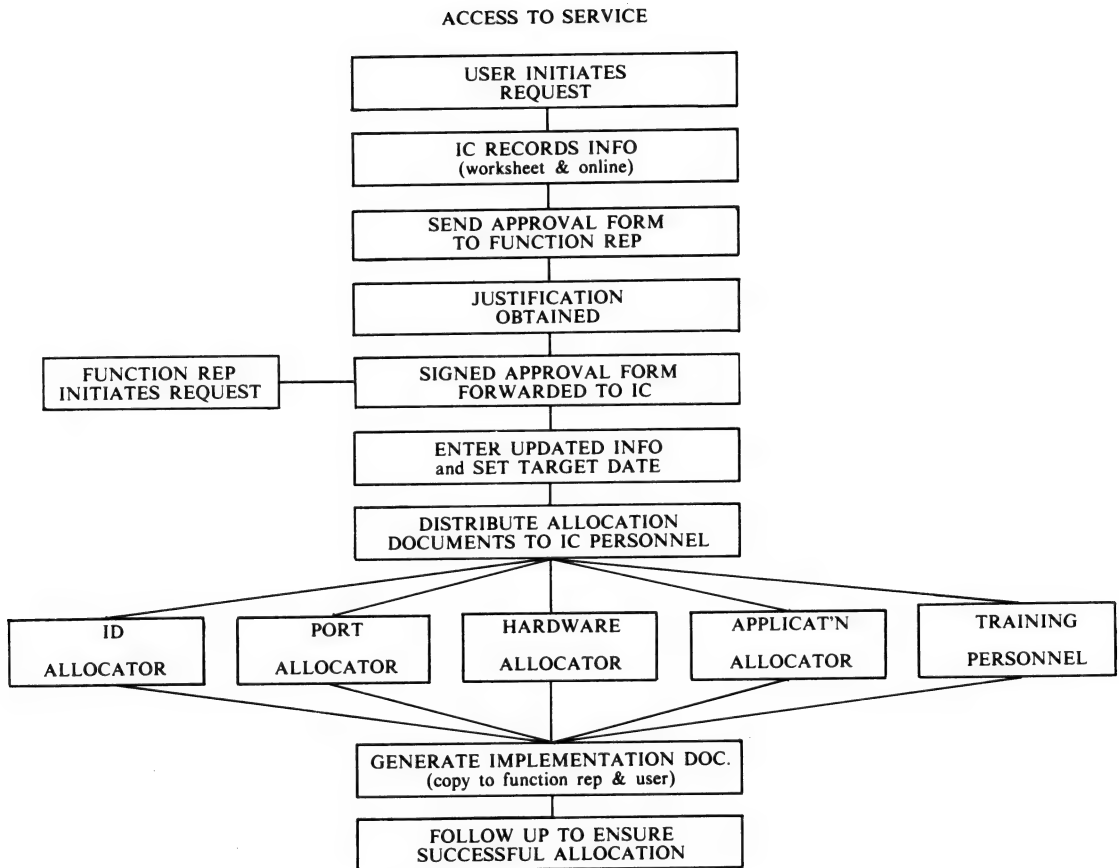 ACCESS TO SERVICE
USER INITIATES
REQUEST
IC RECORDS INFO
(worksheet & online)
SEND APPROVAL FORM
TO FUNCTION REP
JUSTIFICATION
OBTAINED
FUNCTION REP
INITIATES REQUEST
SIGNED APPROVAL FORM
FORWARDED TO IC
ENTER UPDATED INFO
and SET TARGET DATE
DISTRIBUTE ALLOCATION
DOCUMENTS TO IC PERSONNEL
ID
ALLOCATOR
PORT
ALLOCATOR
HARDWARE
ALLOCATOR
APPLICAT'N
ALLOCATOR
TRAINING
PERSONNEL
GENERATE IMPLEMENTATION DOC.
(copy to function rep & user)
FOLLOW UP TO ENSURE
SUCCESSFUL ALLOCATION